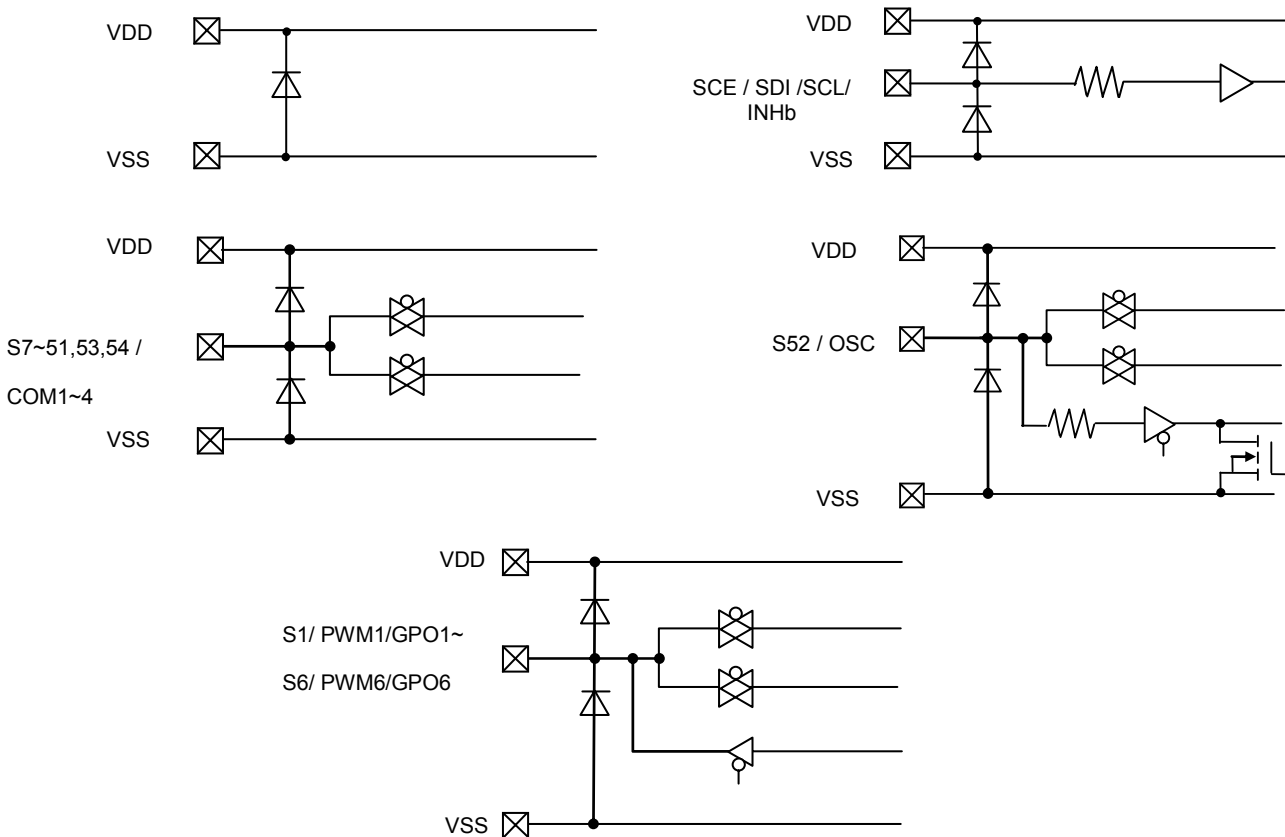 VDD
VSS
VDD
SCE / SDI /SCL/
INHb
VSS
VDD
S7~51,53,54 /
COM1~4
VSS
VDD
S52 / OSC
VSS
VDD
S1/ PWM1/GPO1~
S6/ PWM6/GPO6
VSS